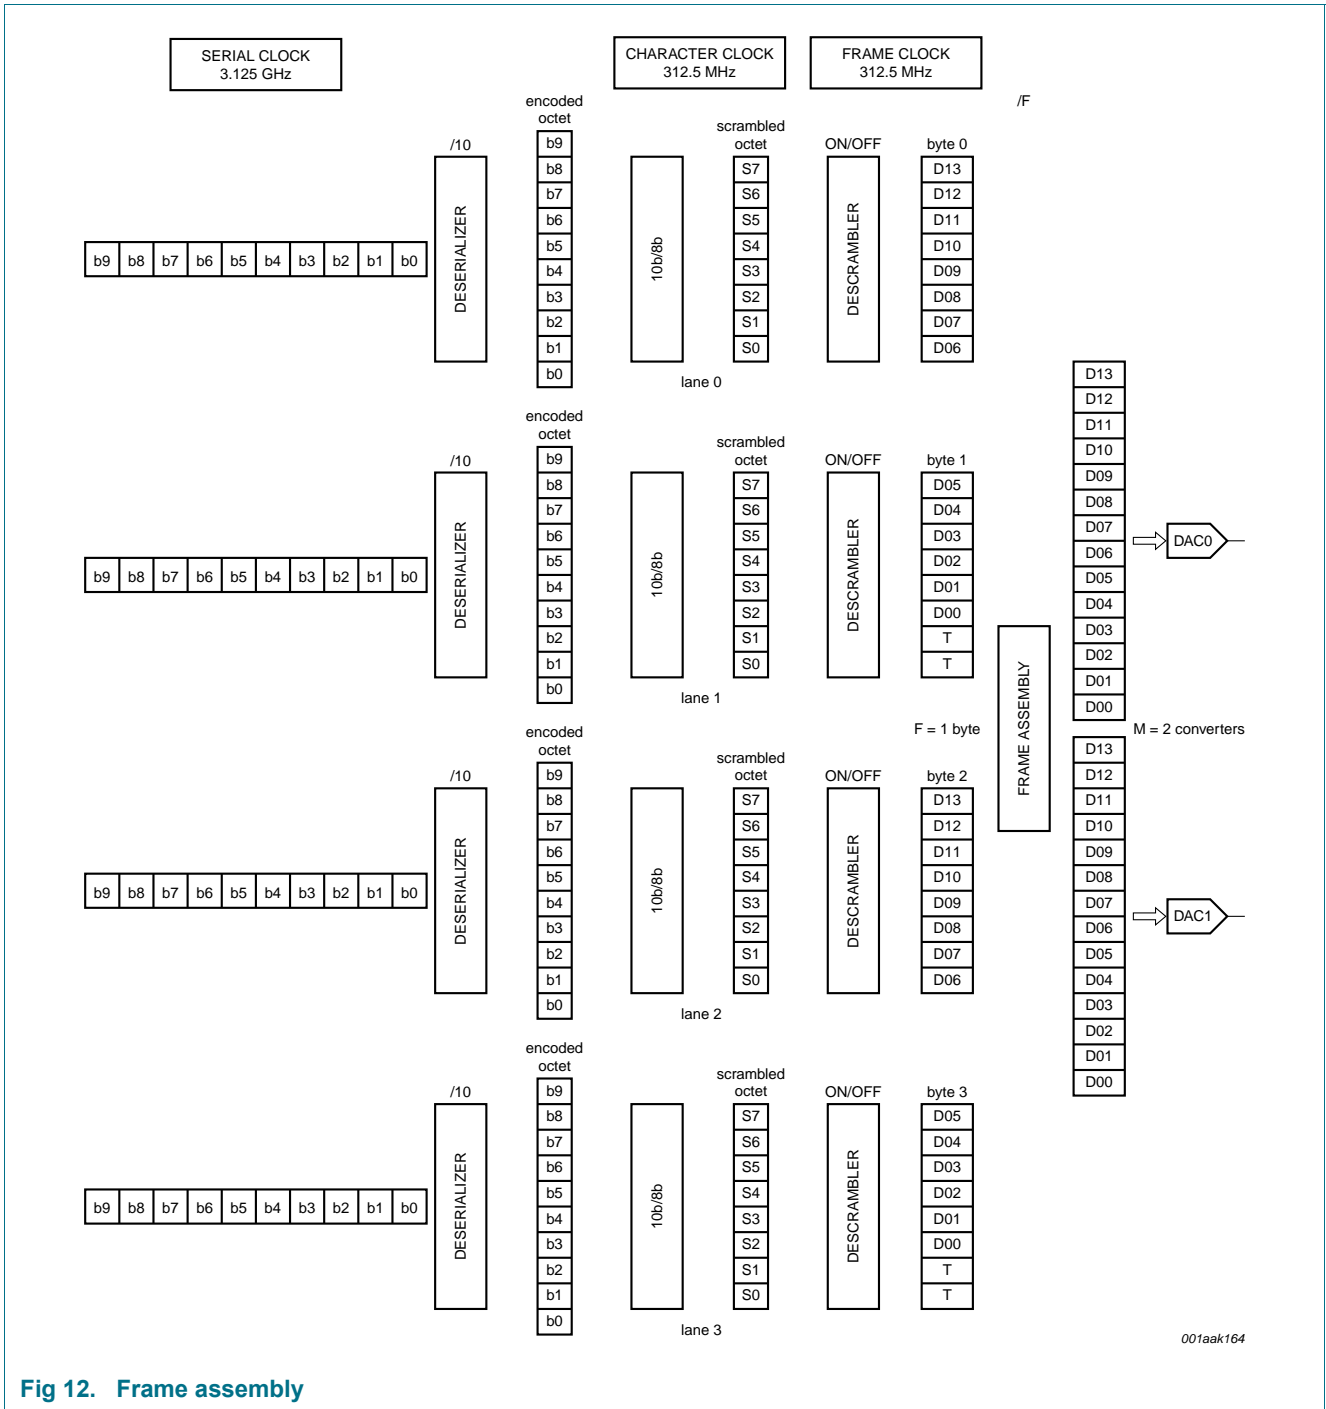 SERIAL CLOCK
3.125 GHz
CHARACTER CLOCK
312.5 MHz
FRAME CLOCK
312.5 MHz
/F
/10
encoded
octet
scrambled
octet
ON/OFF
byte 0
b9 b8 b7 b6 b5 b4 b3 b2 b1 b0
DESERIALIZER
b9
b8
b7
b6
b5
b4
b3
b2
b1
b0
10b/8b
lane 0
S7
S6
S5
S4
S3
S2
S1
S0
DESCRAMBLER
D13
D12
D11
D10
D09
D08
D07
D06
/10
encoded
octet
scrambled
octet
ON/OFF
byte 1
b9 b8 b7 b6 b5 b4 b3 b2 b1 b0
DESERIALIZER
b9
b8
b7
b6
b5
b4
b3
b2
b1
b0
10b/8b
lane 1
S7
S6
S5
S4
S3
S2
S1
S0
DESCRAMBLER
D05
D04
D03
D02
D01
D00
T
T
F = 1 byte
/10
encoded
octet
scrambled
octet
ON/OFF
byte 2
b9 b8 b7 b6 b5 b4 b3 b2 b1 b0
DESERIALIZER
b9
b8
b7
b6
b5
b4
b3
b2
b1
b0
10b/8b
lane 2
S7
S6
S5
S4
S3
S2
S1
S0
DESCRAMBLER
D13
D12
D11
D10
D09
D08
D07
D06
/10
encoded
octet
scrambled
octet
ON/OFF
byte 3
b9 b8 b7 b6 b5 b4 b3 b2 b1 b0
DESERIALIZER
b9
b8
b7
b6
b5
b4
b3
b2
b1
b0
10b/8b
lane 3
S7
S6
S5
S4
S3
S2
S1
S0
DESCRAMBLER
D05
D04
D03
D02
D01
D00
T
T
FRAME ASSEMBLY
D13
D12
D11
D10
D09
D08
D07
D06
D05
D04
D03
D02
D01
D00
DAC0
M = 2 converters
D13
D12
D11
D10
D09
D08
D07
D06
D05
D04
D03
D02
D01
D00
DAC1
001aak164
Fig 12. Frame assembly